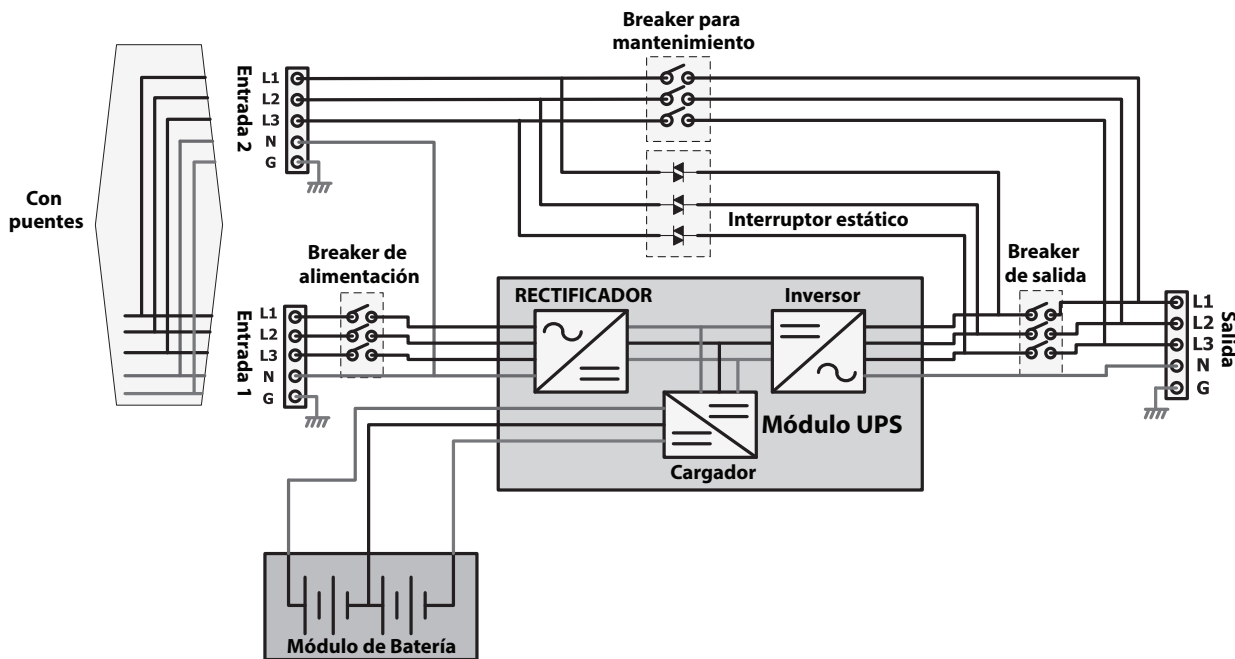 Breaker para
mantenimiento
Entrada 2
L1
L2
L3
N
G
Con
puentes
Interruptor estático
Breaker de
alimentación
Breaker
de salida
Entrada 1
L1
L2
L3
N
G
RECTIFICADOR
Inversor
L1
L2
L3
N
G
Salida
Módulo UPS
Cargador
Módulo de Batería